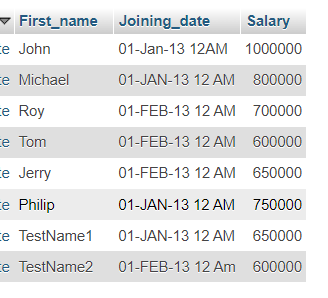 First_name Joining_date Salary
te John 01-Jan-13 12AM 1000000
te Michael 01-JAN-13 12 AM 800000
te Roy 01-FEB-13 12 AM 700000
te Tom 01-FEB-13 12 AM 600000
te Jerry 01-FEB-13 12 AM 650000
te Philip 01-JAN-13 12 AM 750000
te TestName1 01-JAN-13 12 AM 650000
te TestName2 01-FEB-13 12 Am 600000